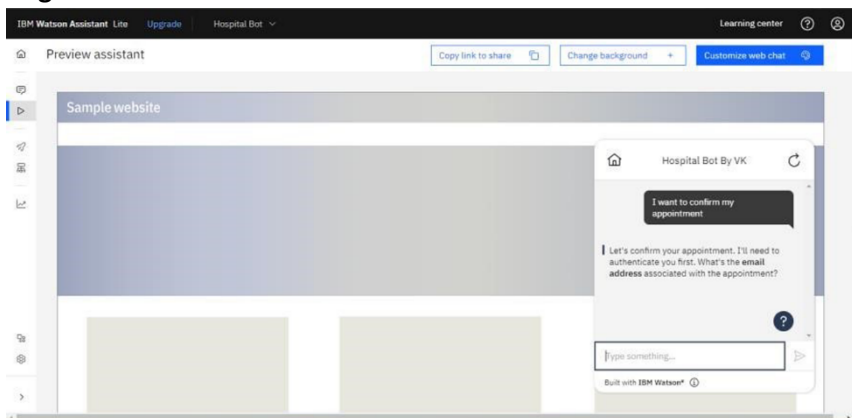 IBM Watson Assistant Lite Upgrade Hospital Bot Learning center
Preview assistant Copy link to share Change background + Customize web chat
Sample website
Hospital Bot By VK
I want to confirm my
appointment
Let's confirm your appointment. I'll need to
authenticate you first. What's the email
address associated with the appointment?
?
Type something...
Built with IBM Watson®